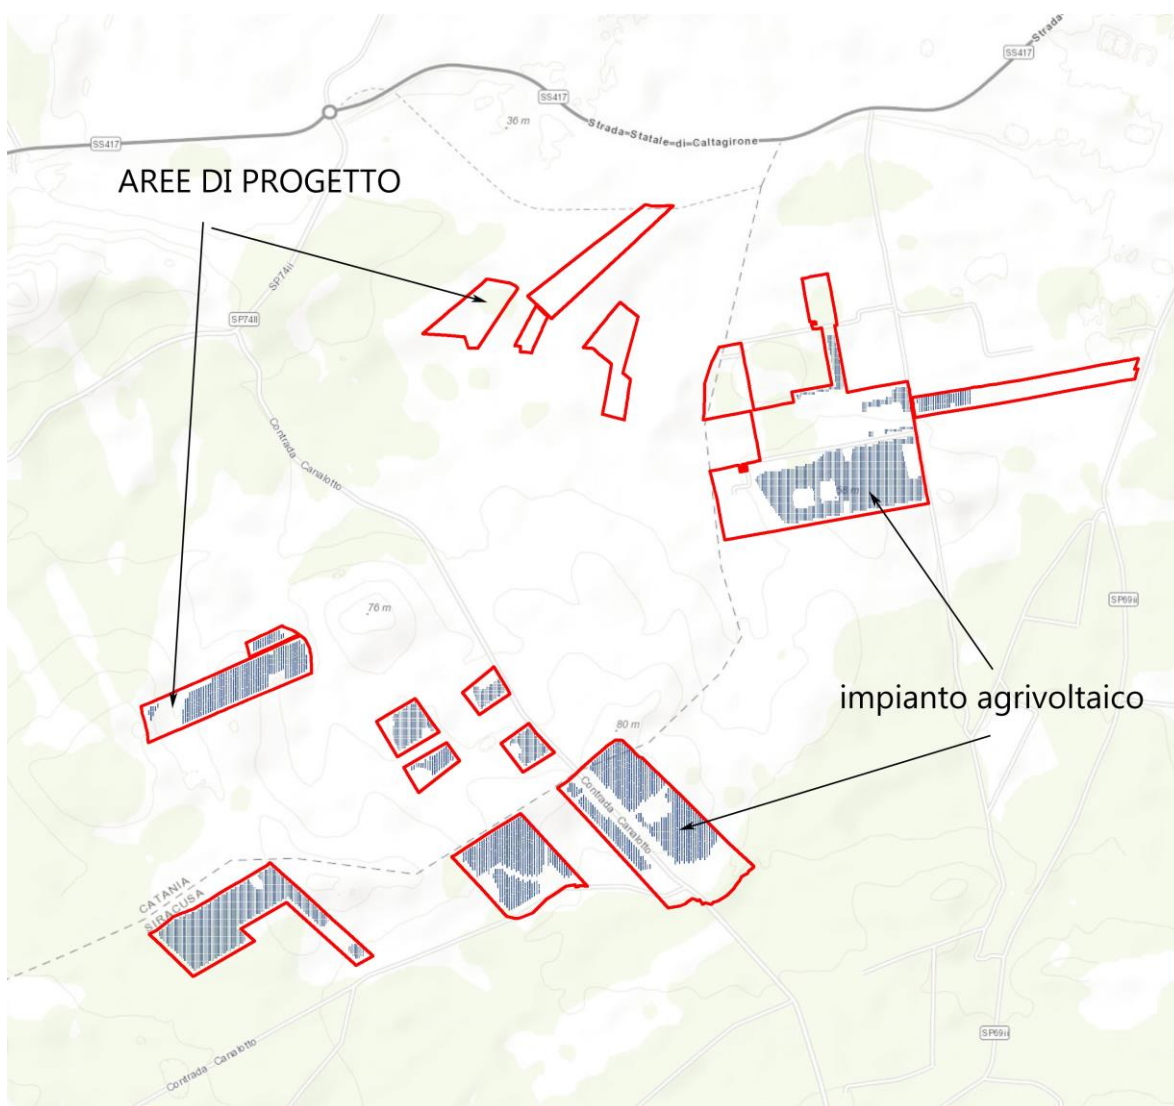 Strada
SS417
SS417
36 m
Strada Statale di Caltagirone
SS417
AREE DI PROGETTO
SP74ii
SP74II
Contrada Canalotto
58 m
76 m
SP69ii
impianto agrivoltaico
80 m
Contrada Canalotto
CATANIA
SIRACUSA
SP69ii
Contrada Canalotto